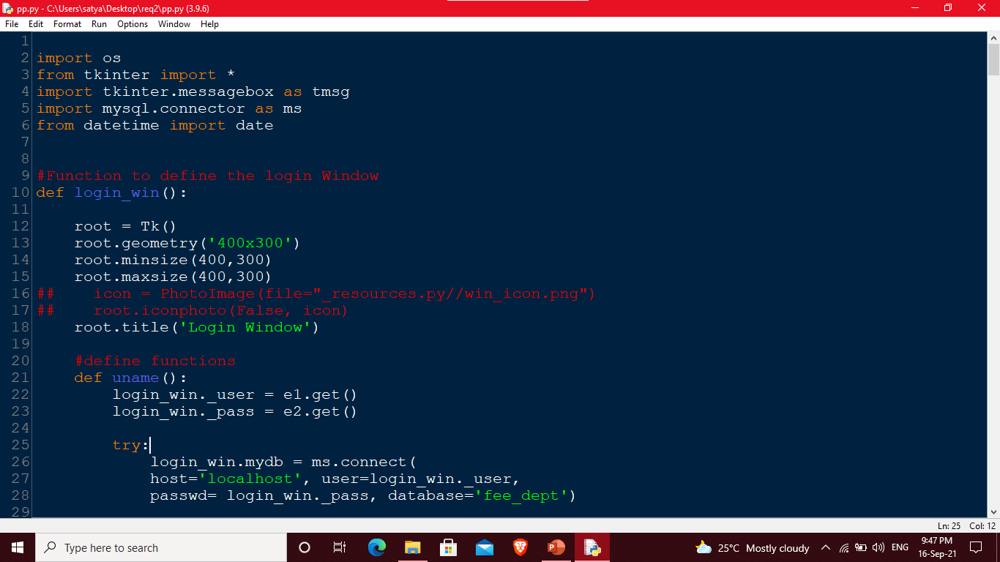 pp.py - C:\Users\satya\Desktop\req2\pp.py (3.9.6)
File Edit Format Run Options Window Help
1
2 import os
3 from tkinter import *
4 import tkinter.messagebox as tmsg
5 import mysql.connector as ms
6 from datetime import date
7
8
9 #Function to define the login Window
10 def login_win():
11
12     root = Tk()
13     root.geometry('400x300')
14     root.minsize(400,300)
15     root.maxsize(400,300)
16 ##    icon = PhotoImage(file="_resources.py//win_icon.png")
17 ##    root.iconphoto(False, icon)
18     root.title('Login Window')
19
20     #define functions
21     def uname():
22         login_win._user = e1.get()
23         login_win._pass = e2.get()
24
25         try:
26             login_win.mydb = ms.connect(
27             host='localhost', user=login_win._user,
28             passwd= login_win._pass, database='fee_dept')
29
Ln: 25 Col: 12
Type here to search
25°C Mostly cloudy
ENG
9:47 PM
16-Sep-21